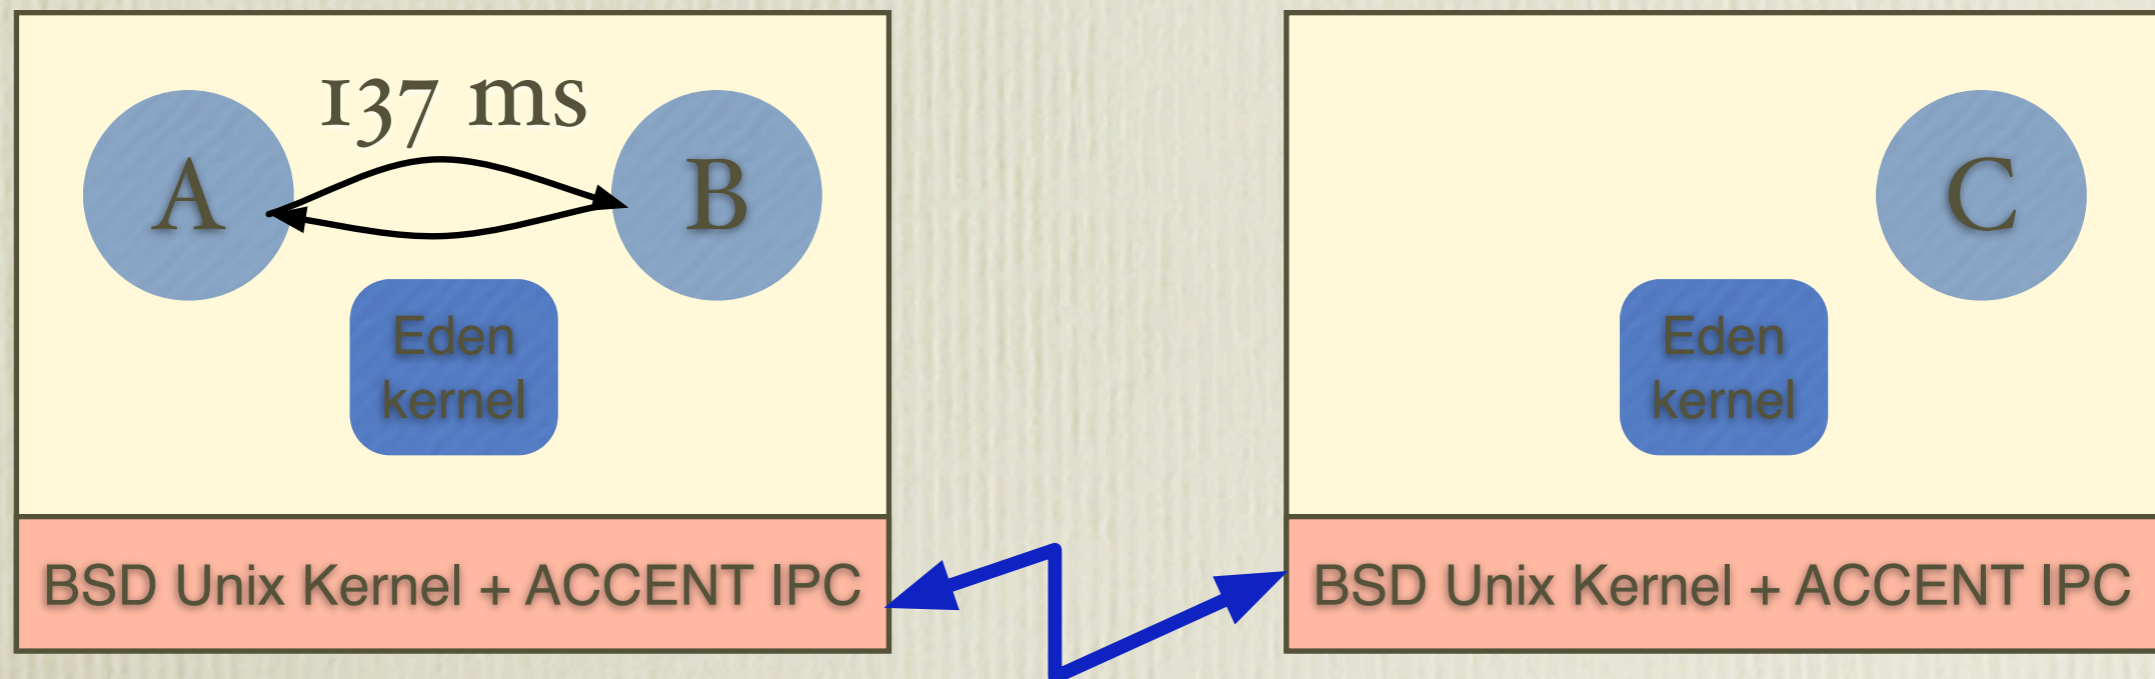 137 ms
A
B
Eden
kernel
BSD Unix Kernel + ACCENT IPC
C
Eden
kernel
BSD Unix Kernel + ACCENT IPC